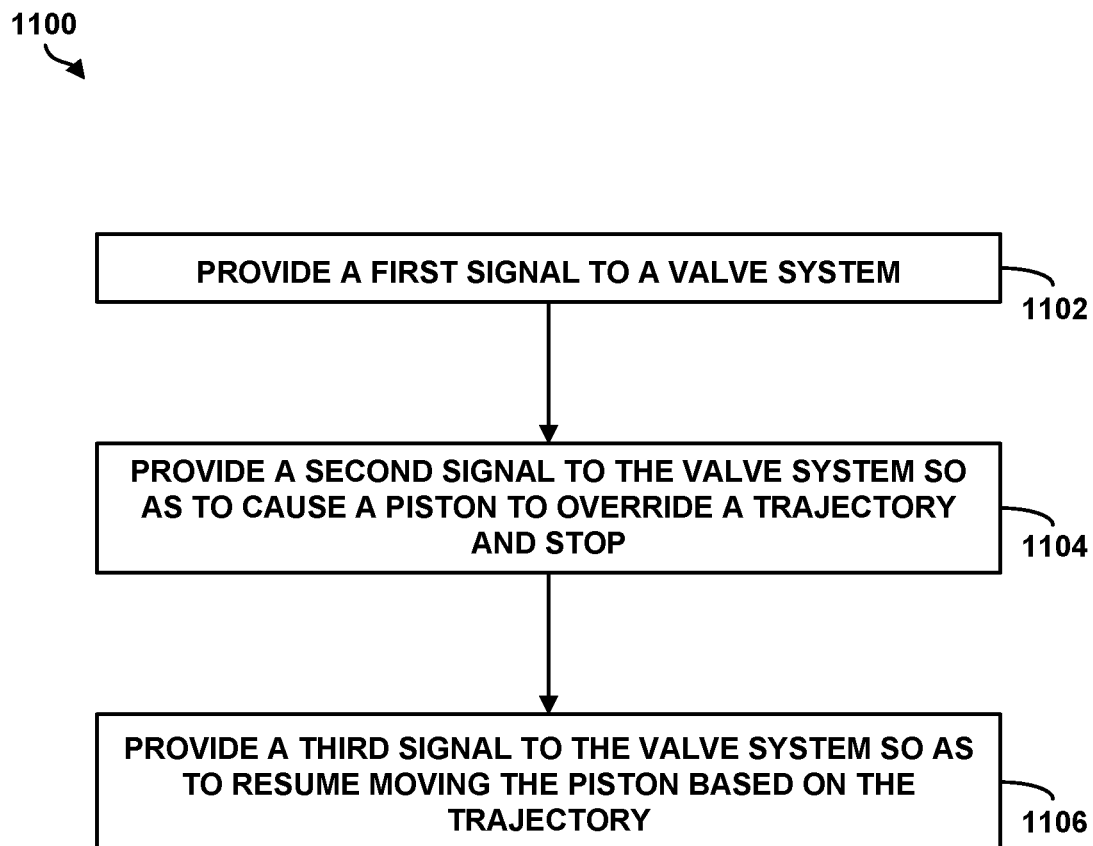 1100
PROVIDE A FIRST SIGNAL TO A VALVE SYSTEM
1102
PROVIDE A SECOND SIGNAL TO THE VALVE SYSTEM SO
AS TO CAUSE A PISTON TO OVERRIDE A TRAJECTORY
AND STOP
1104
PROVIDE A THIRD SIGNAL TO THE VALVE SYSTEM SO AS
TO RESUME MOVING THE PISTON BASED ON THE
TRAJECTORY
1106